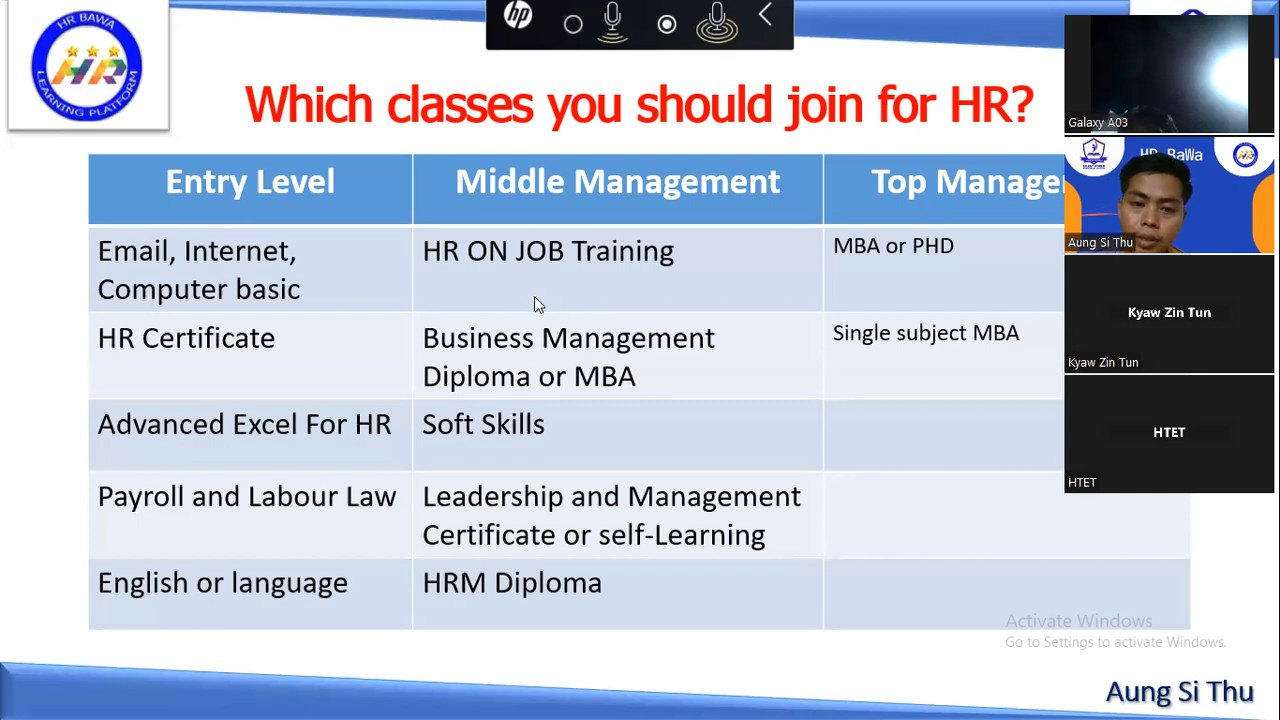 HR BAWA
HR
LEARNING PLATFORM
hp
Which classes you should join for HR?
Entry Level
Middle Management
Top Manage
Email, Internet,
Computer basic
HR ON JOB Training
MBA or PHD
HR Certificate
Business Management
Diploma or MBA
Single subject MBA
Advanced Excel For HR
Soft Skills
Payroll and Labour Law
Leadership and Management
Certificate or self-Learning
English or language
HRM Diploma
Galaxy A03
HR BaWa
Aung Si Thu
Kyaw Zin Tun
Kyaw Zin Tun
HTET
HTET
Activate Windows
Go to Settings to activate Windows.
Aung Si Thu